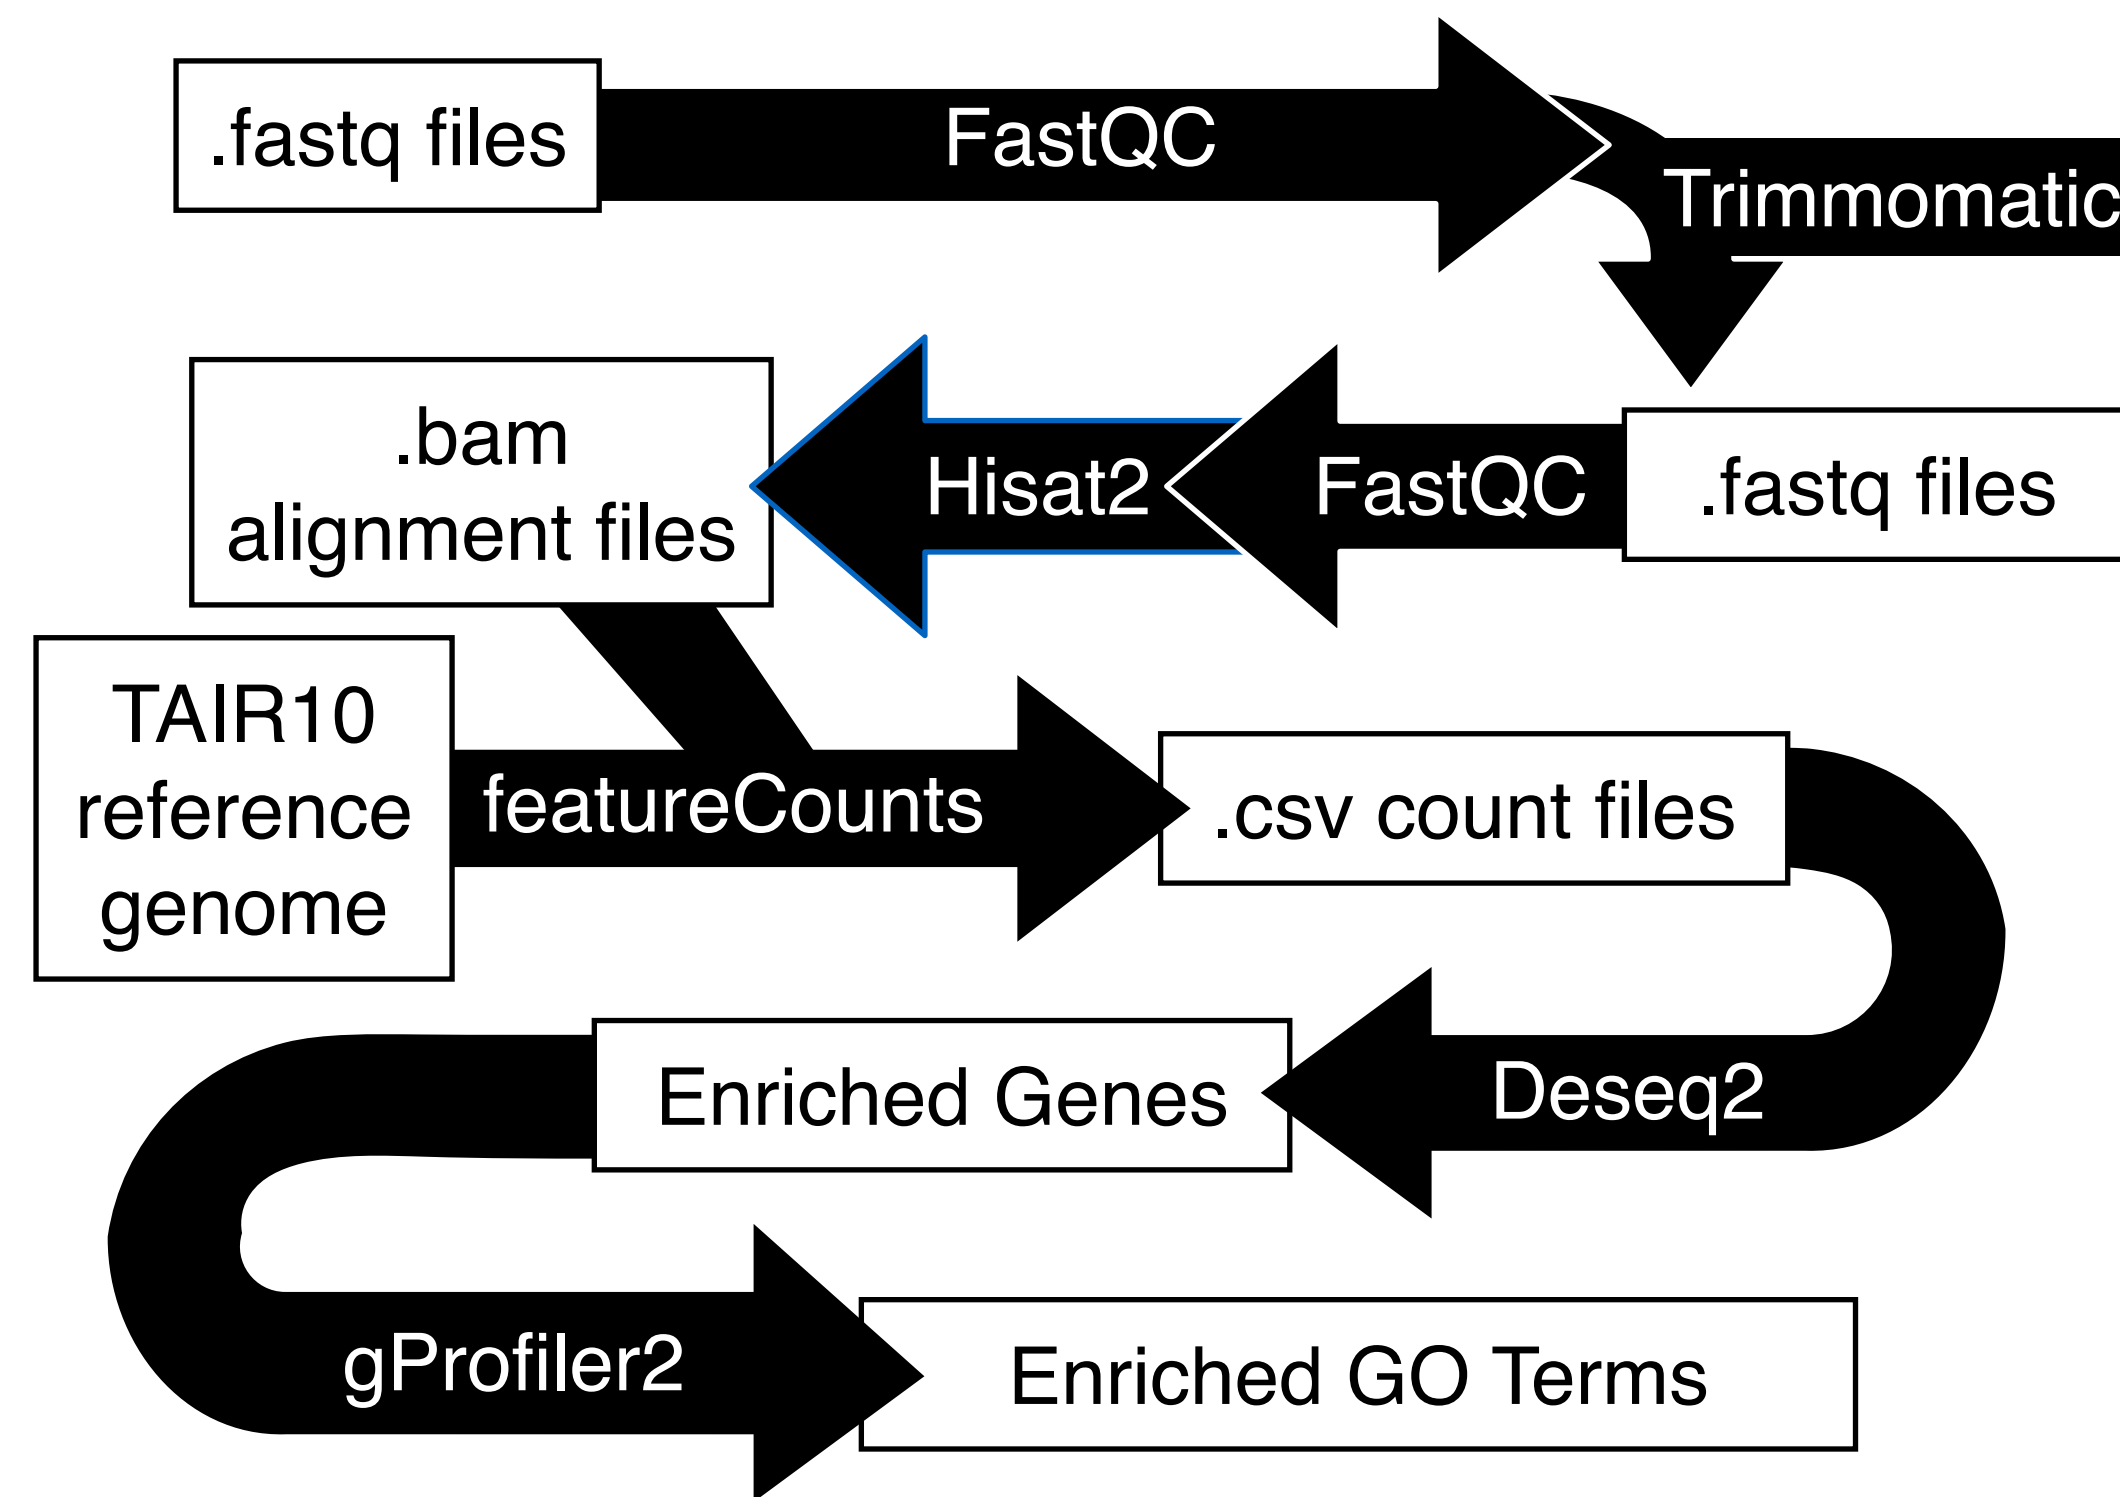 .fastq files
FastQC
Trimmomatic
.bam
alignment files
Hisat2
FastQC
.fastq files
TAIR10
reference
genome
featureCounts
.csv count files
Enriched Genes
Deseq2
gProfiler2
Enriched GO Terms